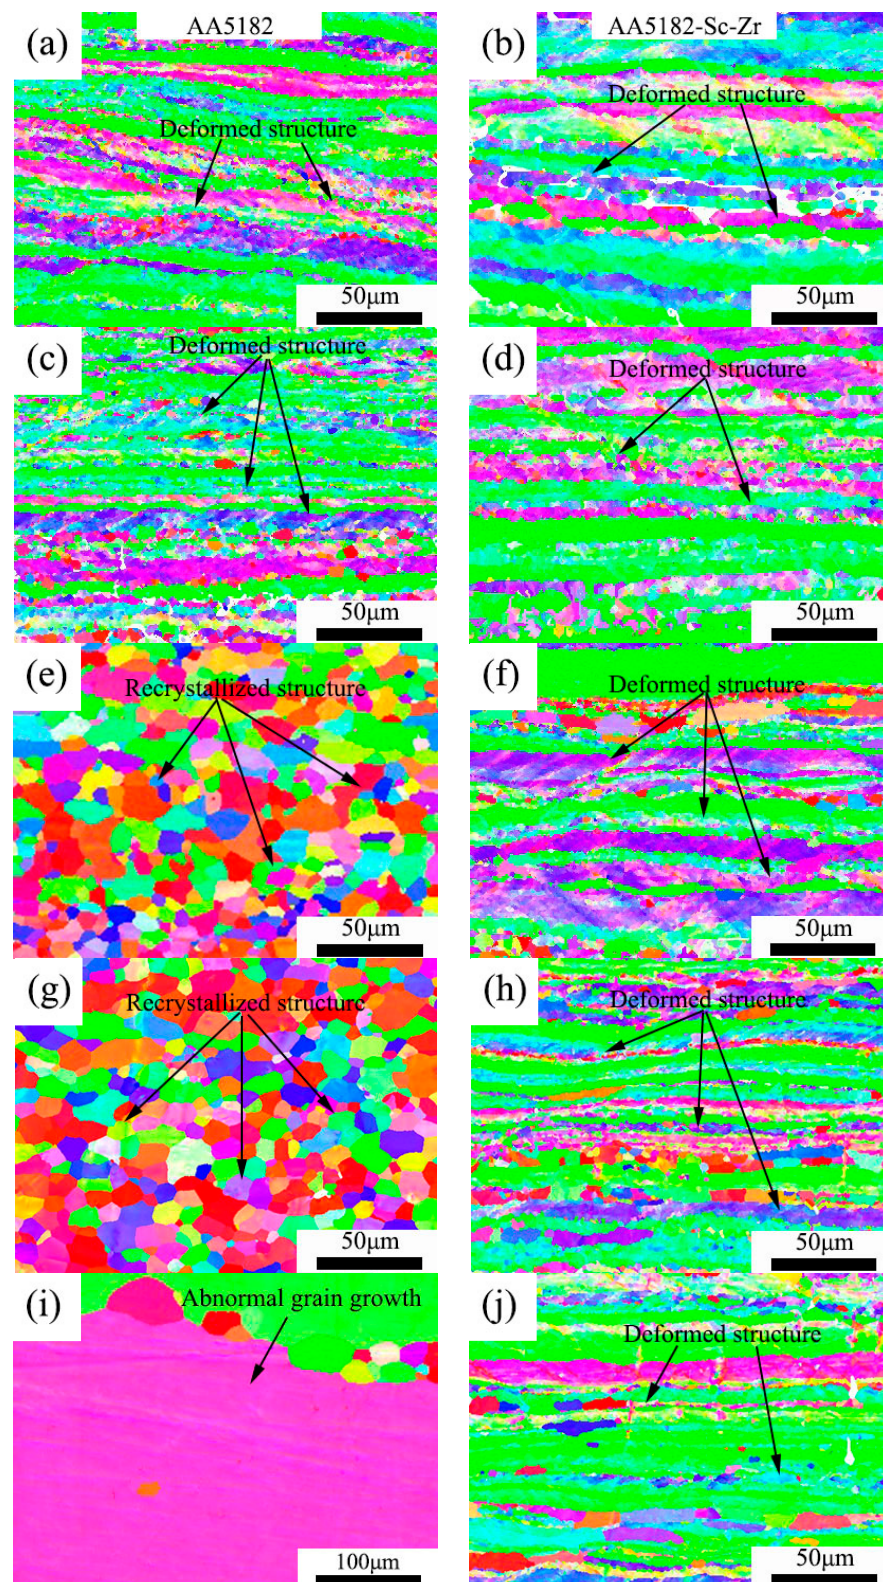 (a)
AA5182
(b)
AA5182-Sc-Zr
Deformed structure
Deformed structure
50μm
50μm
(c)
Deformed structure
(d)
Deformed structure
50μm
50μm
(e)
Recrystallized structure
(f)
Deformed structure
50μm
50μm
(g)
Recrystallized structure
(h)
Deformed structure
50μm
50μm
(i)
Abnormal grain growth
(j)
Deformed structure
100μm
50μm